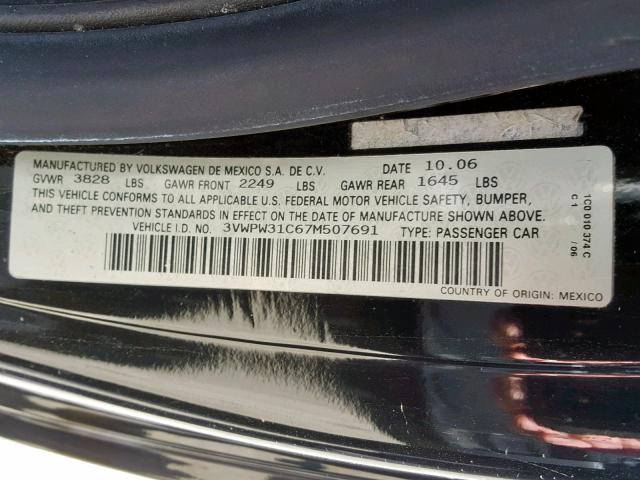 MANUFACTURED BY VOLKSWAGEN DE MEXICO S.A. DE C.V. DATE 10.06
GVWR 3828 LBS GAWR FRONT 2249 LBS GAWR REAR 1645 LBS
THIS VEHICLE CONFORMS TO ALL APPLICABLE U.S. FEDERAL MOTOR VEHICLE SAFETY, BUMPER,
AND THEFT PREVENTION STANDARDS IN EFFECT ON THE DATE OF MANUFACTURE SHOWN ABOVE.
VEHICLE I.D. NO. 3VWPW31C67M507691 TYPE: PASSENGER CAR
COUNTRY OF ORIGIN: MEXICO
1C0 010 374 C
C 1 /06